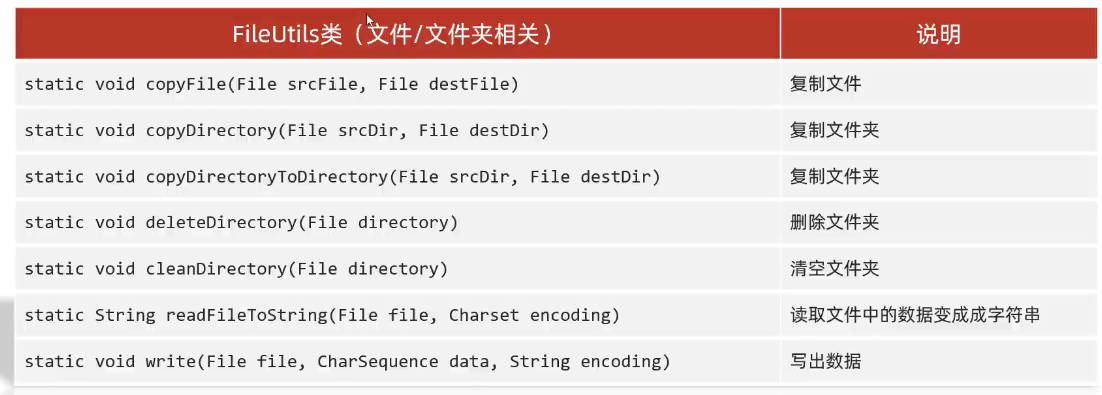 FileUtils类（文件/文件夹相关） 说明
static void copyFile(File srcFile, File destFile) 复制文件
static void copyDirectory(File srcDir, File destDir) 复制文件夹
static void copyDirectoryToDirectory(File srcDir, File destDir) 复制文件夹
static void deleteDirectory(File directory) 删除文件夹
static void cleanDirectory(File directory) 清空文件夹
static String readFileToString(File file, Charset encoding) 读取文件中的数据变成成字符串
static void write(File file, CharSequence data, String encoding) 写出数据